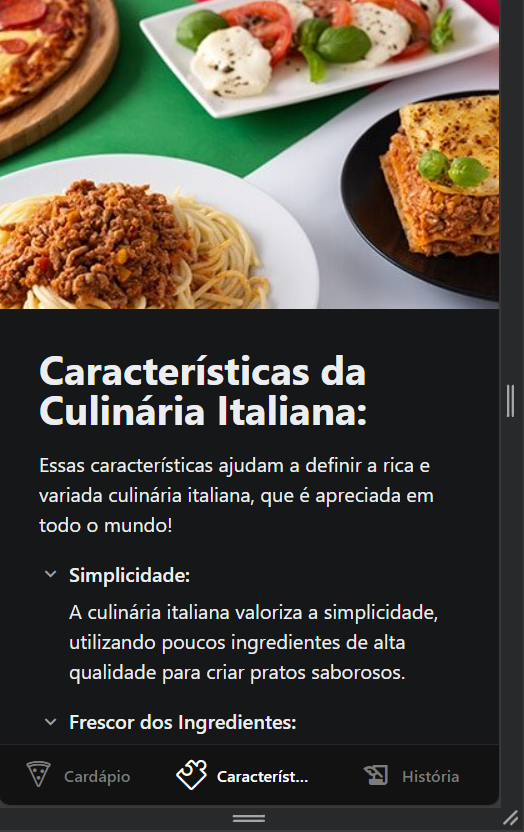 Características da
Culinária Italiana:
Essas características ajudam a definir a rica e
variada culinária italiana, que é apreciada em
todo o mundo!
Simplicidade:
A culinária italiana valoriza a simplicidade,
utilizando poucos ingredientes de alta
qualidade para criar pratos saborosos.
Frescor dos Ingredientes:
Cardápio
Característ...
História